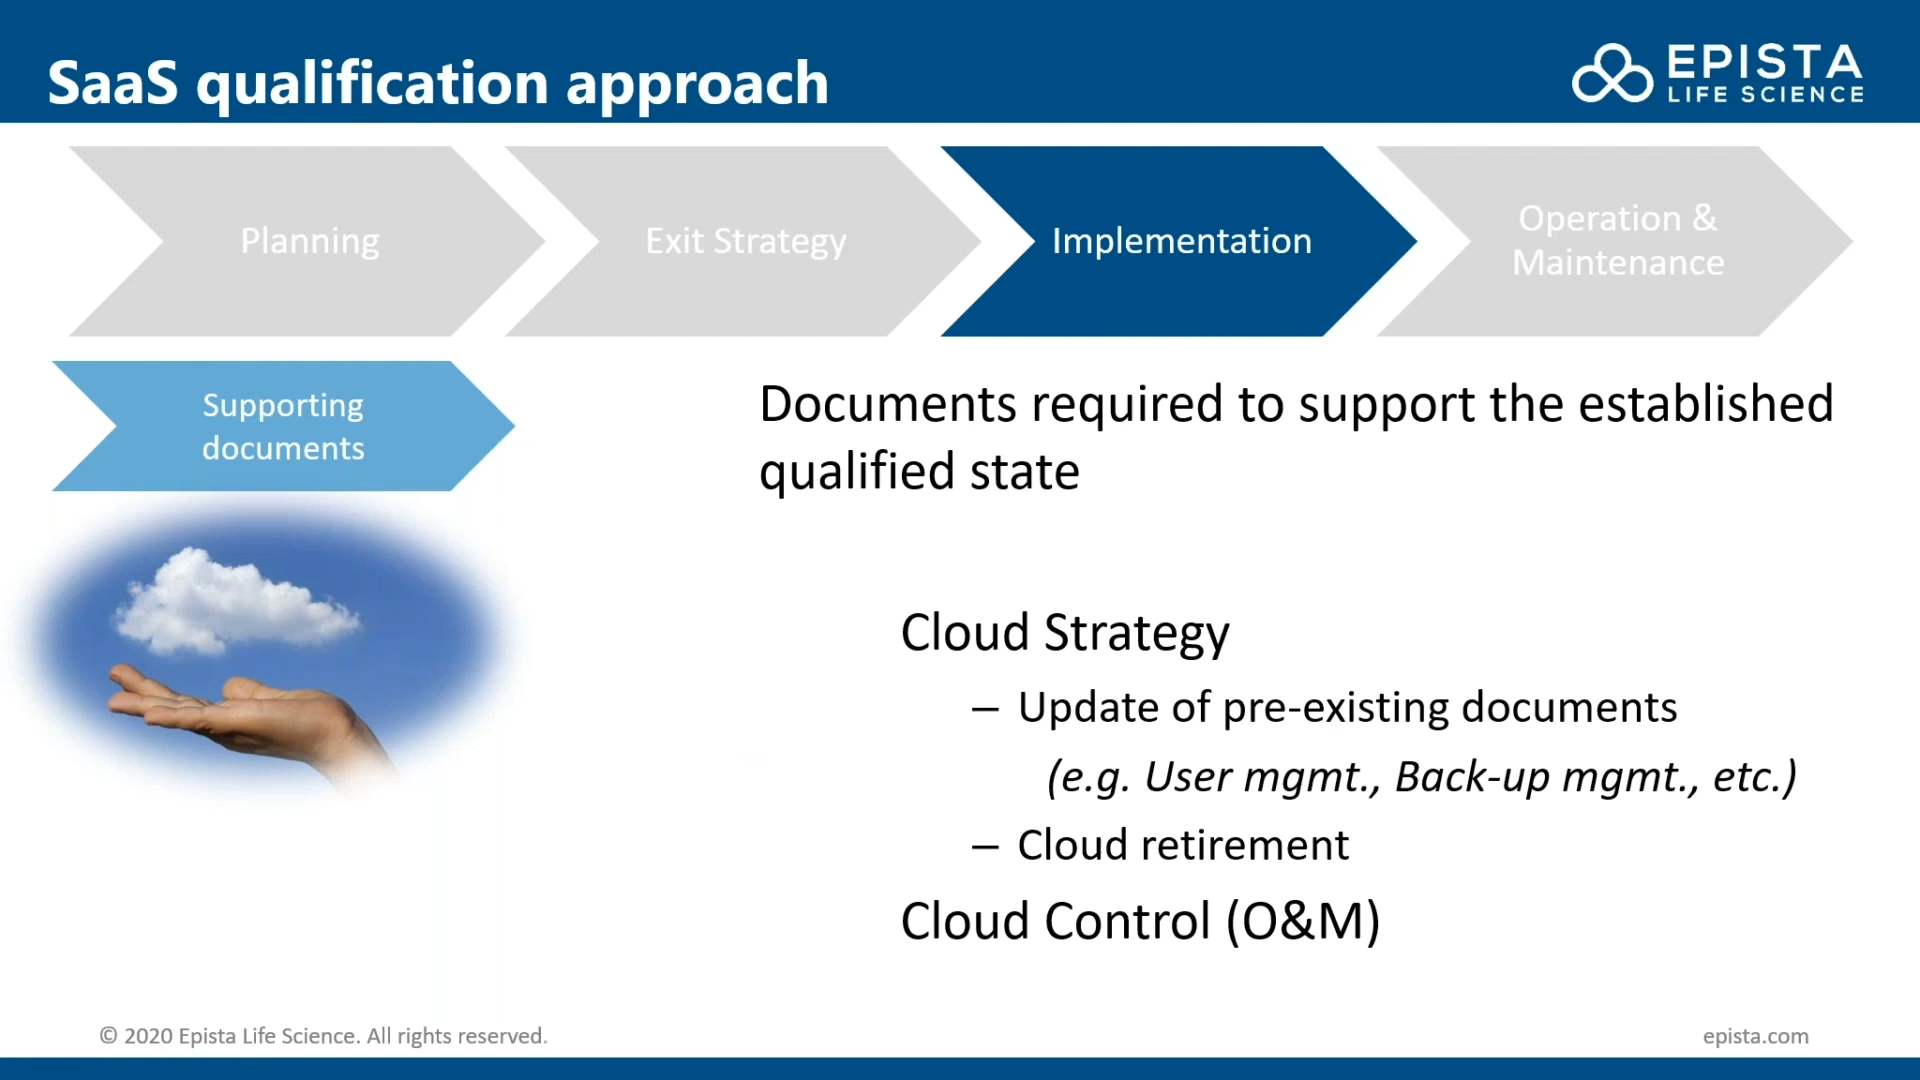 SaaS qualification approach
EPISTA
LIFE SCIENCE
Planning
Exit Strategy
Implementation
Operation &
Maintenance
Supporting
documents
Documents required to support the established
qualified state
Cloud Strategy
– Update of pre-existing documents
(e.g. User mgmt., Back-up mgmt., etc.)
– Cloud retirement
Cloud Control (O&M)
© 2020 Epista Life Science. All rights reserved.
epista.com